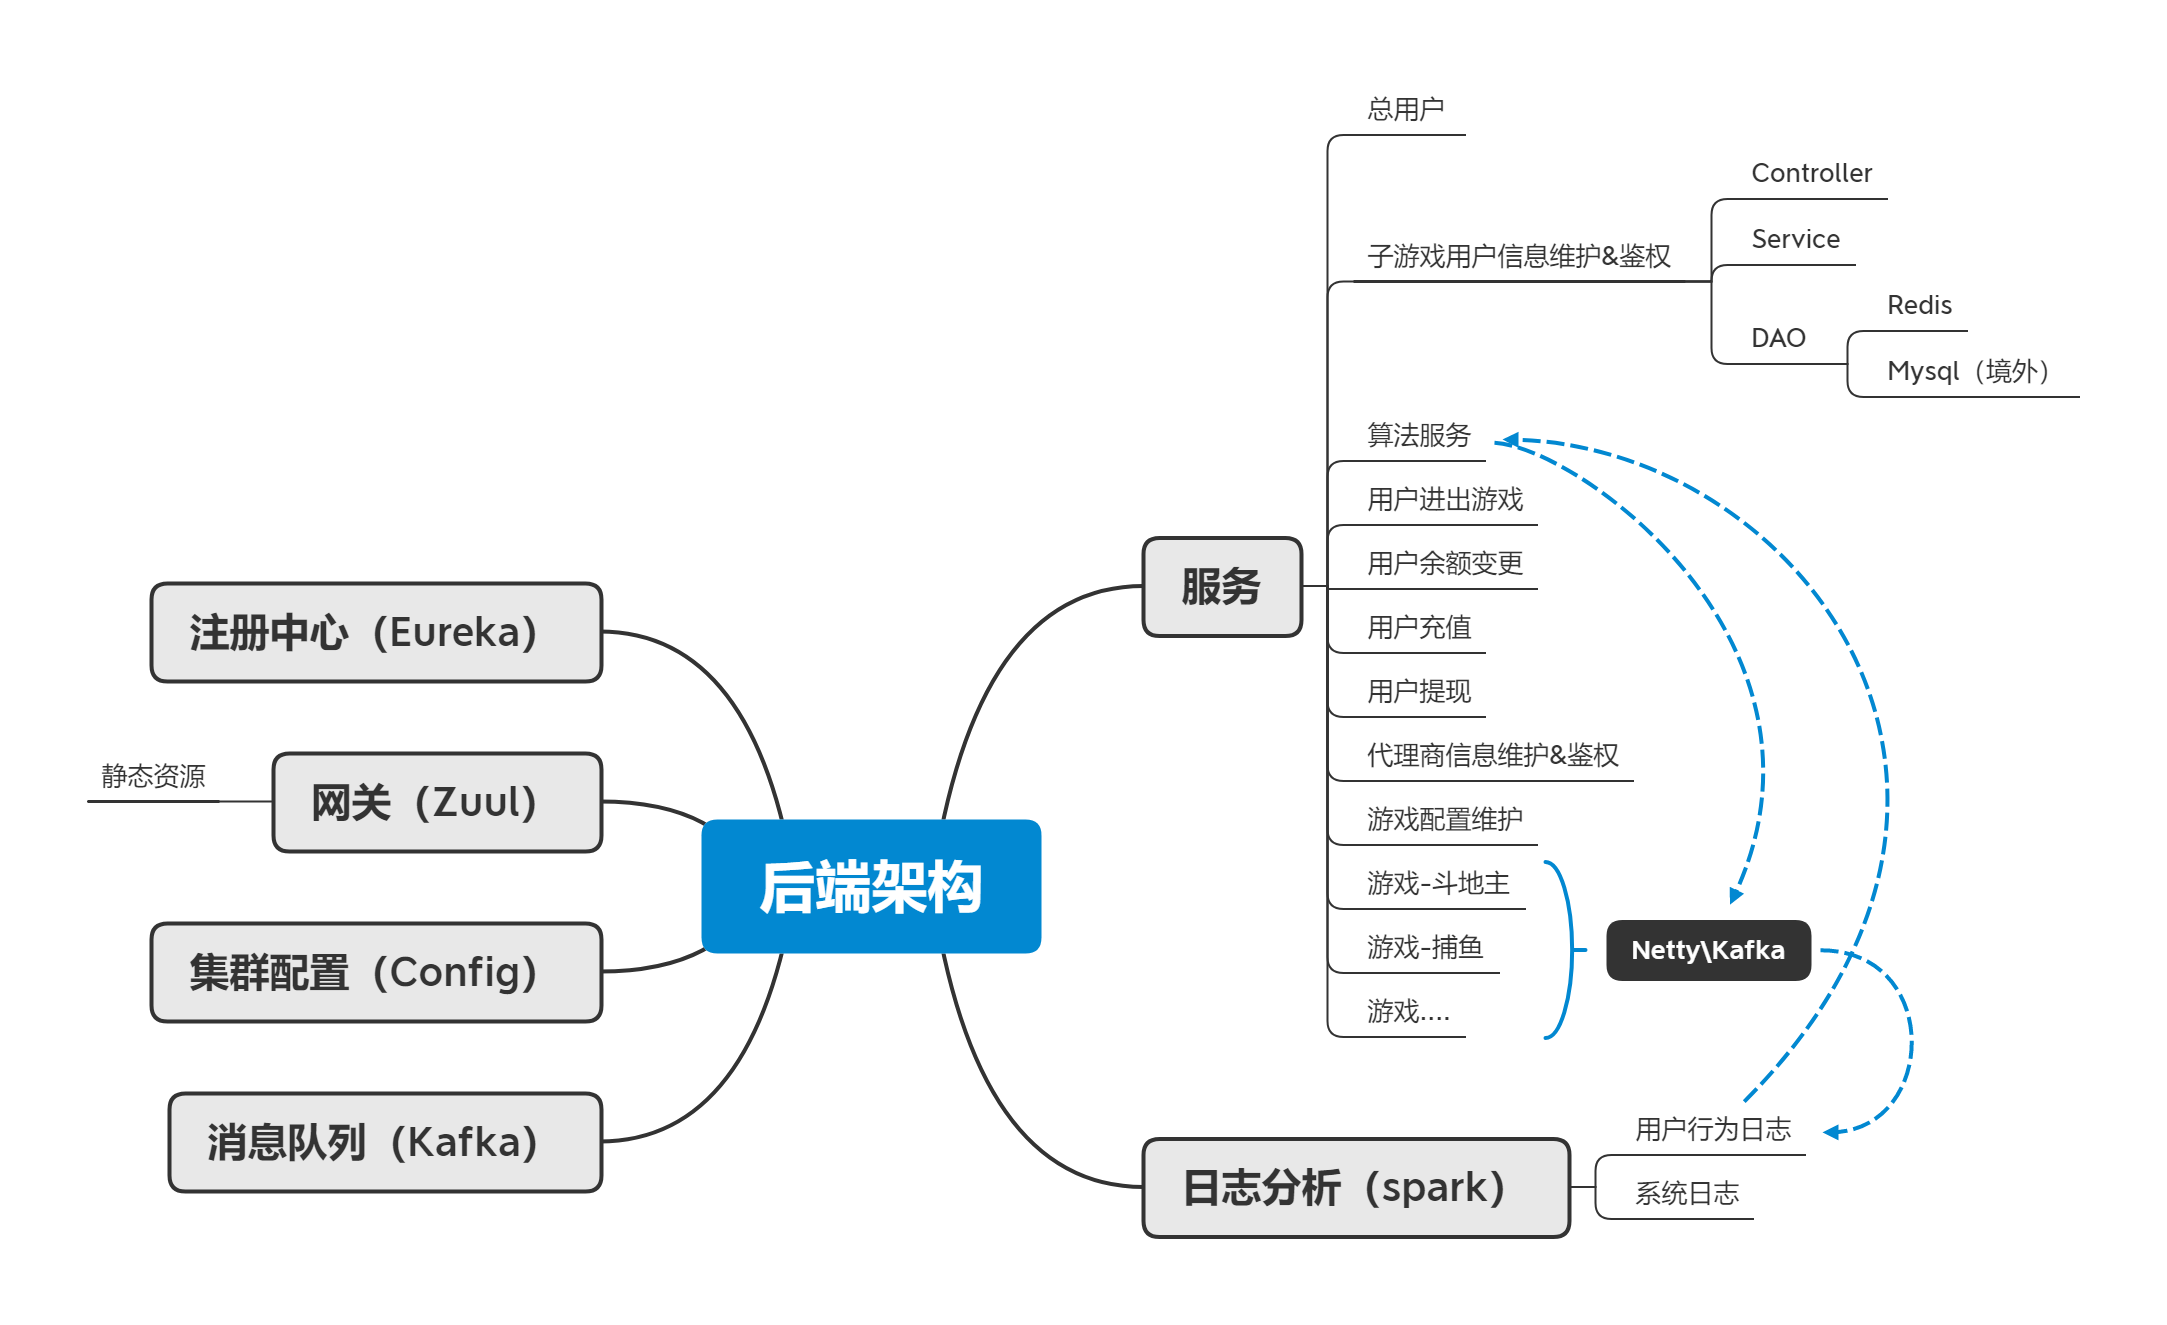 后端架构
服务
总用户
子游戏用户信息维护&鉴权
Controller
Service
DAO
Redis
Mysql（境外）
算法服务
用户进出游戏
用户余额变更
用户充值
用户提现
代理商信息维护&鉴权
游戏配置维护
游戏-斗地主
游戏-捕鱼
游戏....
Netty\Kafka
日志分析（spark）
用户行为日志
系统日志
注册中心（Eureka）
网关（Zuul）
静态资源
集群配置（Config）
消息队列（Kafka）